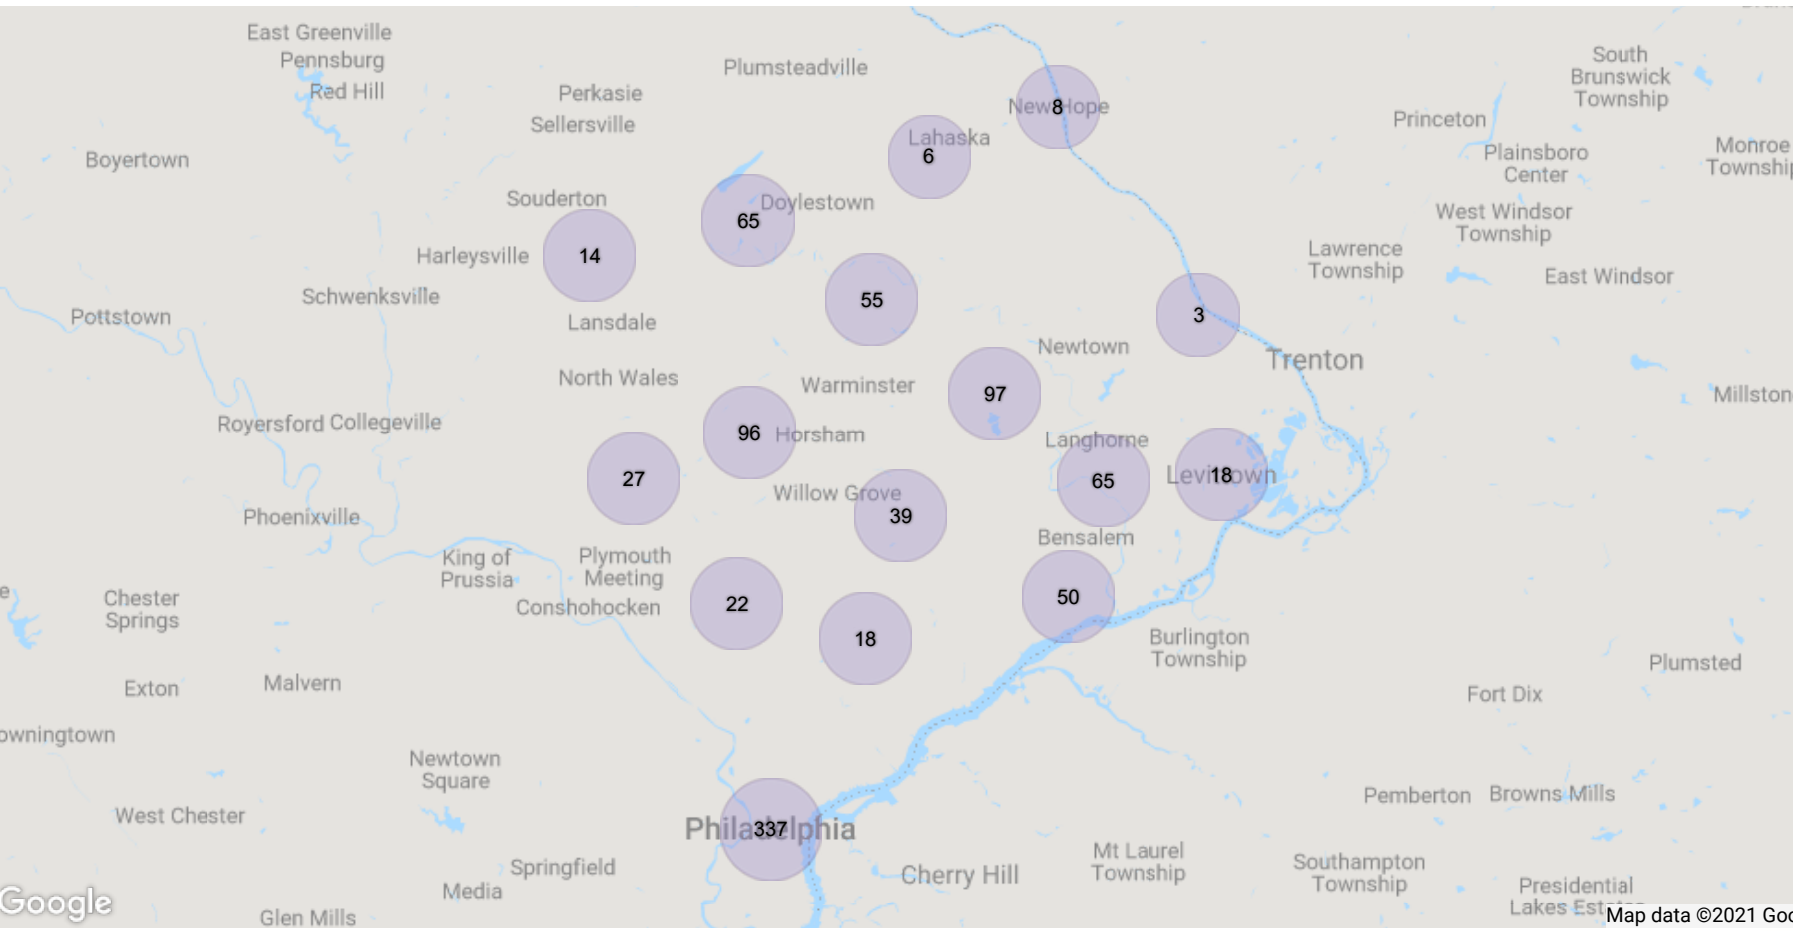 East Greenville
Pennsburg
Red Hill
Plumsteadville
Perkasie
Sellersville
South
Brunswick
Township
New Hope
8
Lahaska
6
Princeton
Plainsboro
Center
Monroe
Boyertown
Souderton
65
Doylestown
West Windsor
Township
Harleysville
14
Lawrence
Township
East Windsor
Schwenksville
55
3
Pottstown
Lansdale
Newtown
Trenton
North Wales
Warminster
97
Royersford
Collegeville
96
Horsham
Langhorne
27
Willow Grove
39
65
Levittown
18
Phoenixville
Bensalem
King of
Prussia
Plymouth
Meeting
Conshohocken
Chester
Springs
22
18
50
Burlington
Township
Exton
Malvern
Plumsted
Fort Dix
owningtown
Newtown
Square
West Chester
Pemberton
Browns Mills
Philadelphia
337
Springfield
Media
Cherry Hill
Mt Laurel
Township
Southampton
Township
Presidential
Lakes
Google
Glen Mills
Map data ©2021 Goo